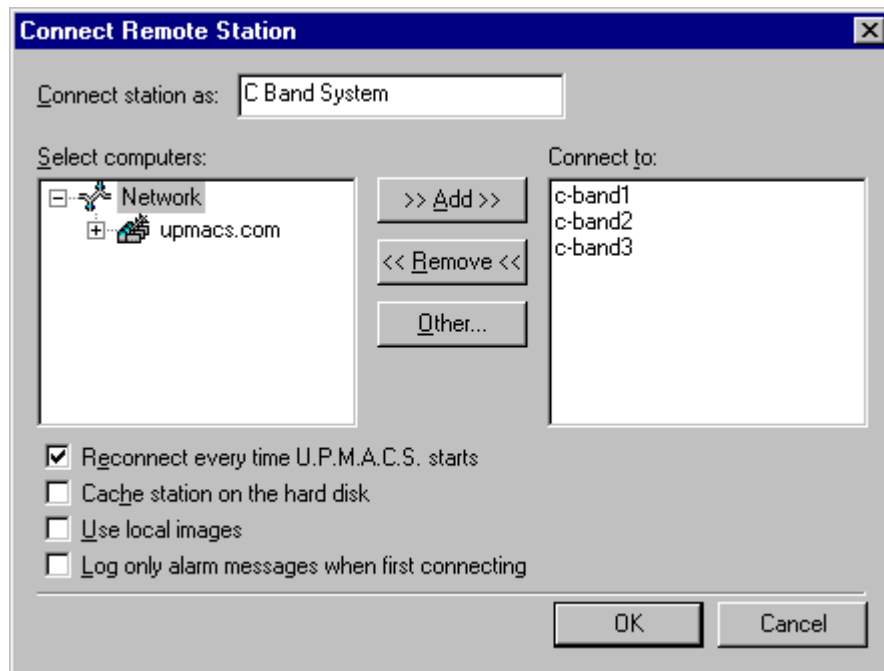 Connect Remote Station
Connect station as: C Band System
Select computers:
Network
upmacs.com
>> Add >>
<< Remove <<
Other...
Connect to:
c-band1
c-band2
c-band3
Reconnect every time U.P.M.A.C.S. starts
Cache station on the hard disk
Use local images
Log only alarm messages when first connecting
OK
Cancel